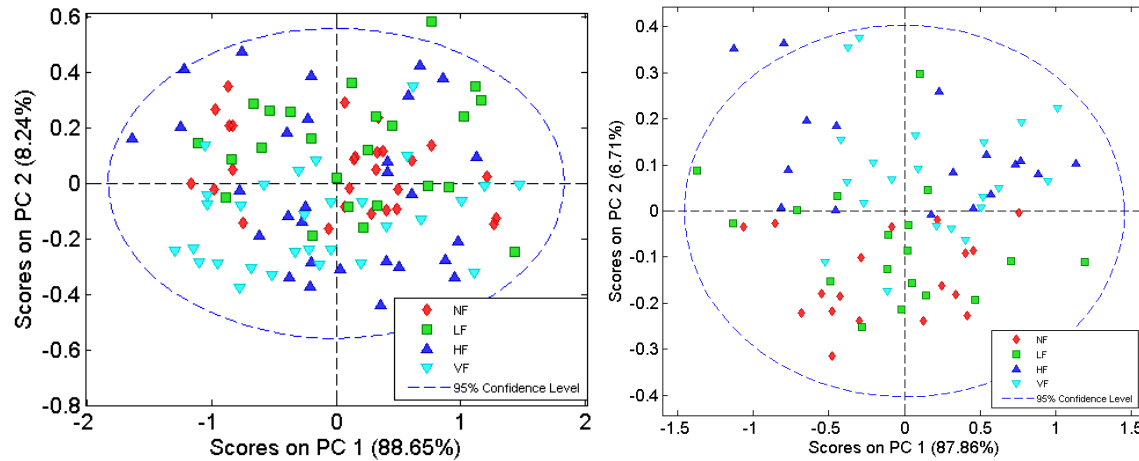 0.6
0.4
0.2
0
-0.2
-0.4
-0.6
-0.8
Scores on PC 2 (8.24%)
-2
-1
0
1
2
Scores on PC 1 (88.65%)
NF
LF
HF
VF
95% Confidence Level
0.4
0.3
0.2
0.1
0
-0.1
-0.2
-0.3
-0.4
Scores on PC 2 (6.71%)
-1.5
-1
-0.5
0
0.5
1
1.5
Scores on PC 1 (87.86%)
NF
LF
HF
VF
95% Confidence Level